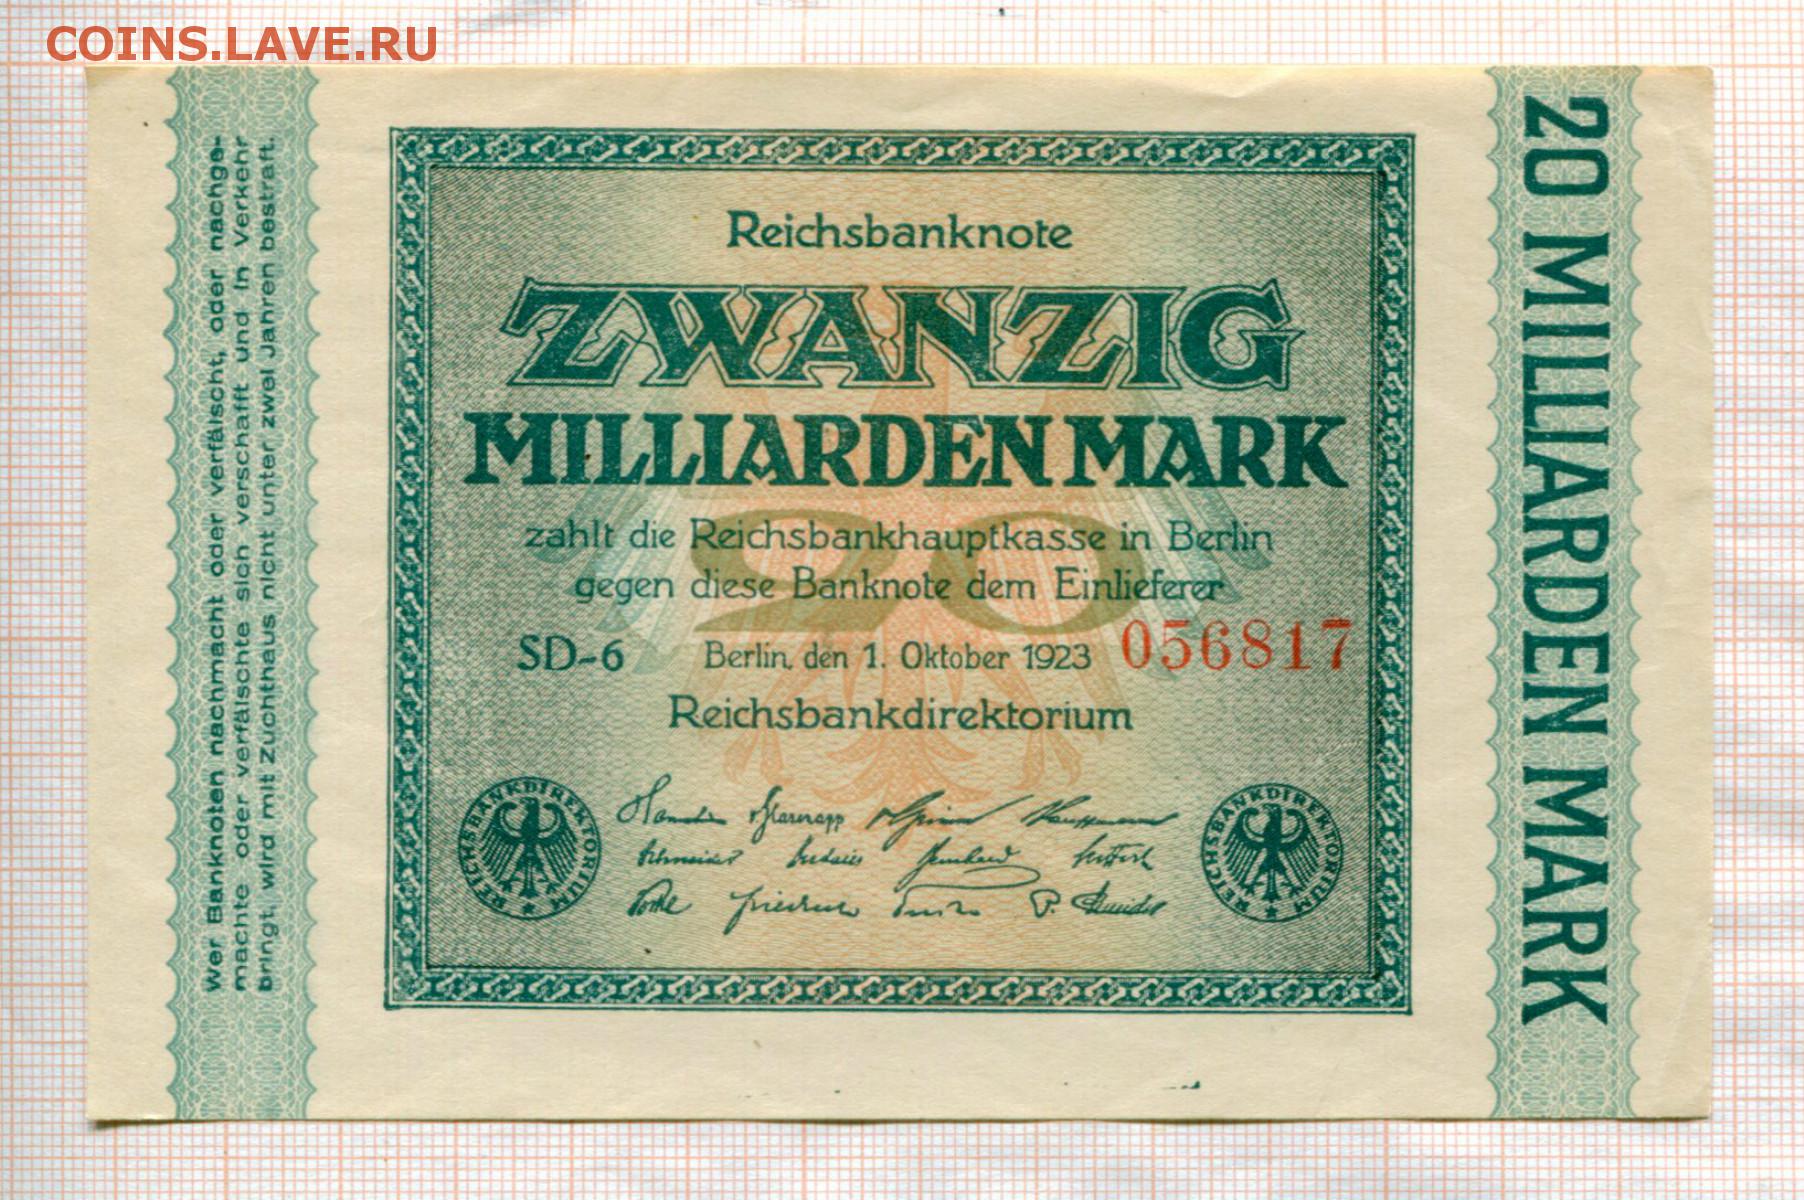 COINS.LAVE.RU
Wer Banknoten nachmacht oder verfälscht, oder nachge-
machte oder verfälschte sich verschafft und in Verkehr
bringt, wird mit Zuchthaus nicht unter zwei Jahren bestraft.
Reichsbanknote
ZWANZIG
MILLIARDEN MARK
20
zahlt die Reichsbankhauptkasse in Berlin
gegen diese Banknote dem Einlieferer
SD-6 Berlin, den 1. Oktober 1923 056817
Reichsbankdirektorium
REICHSBANKDIREKTORIUM
REICHSBANKDIREKTORIUM
20 MILLIARDEN MARK